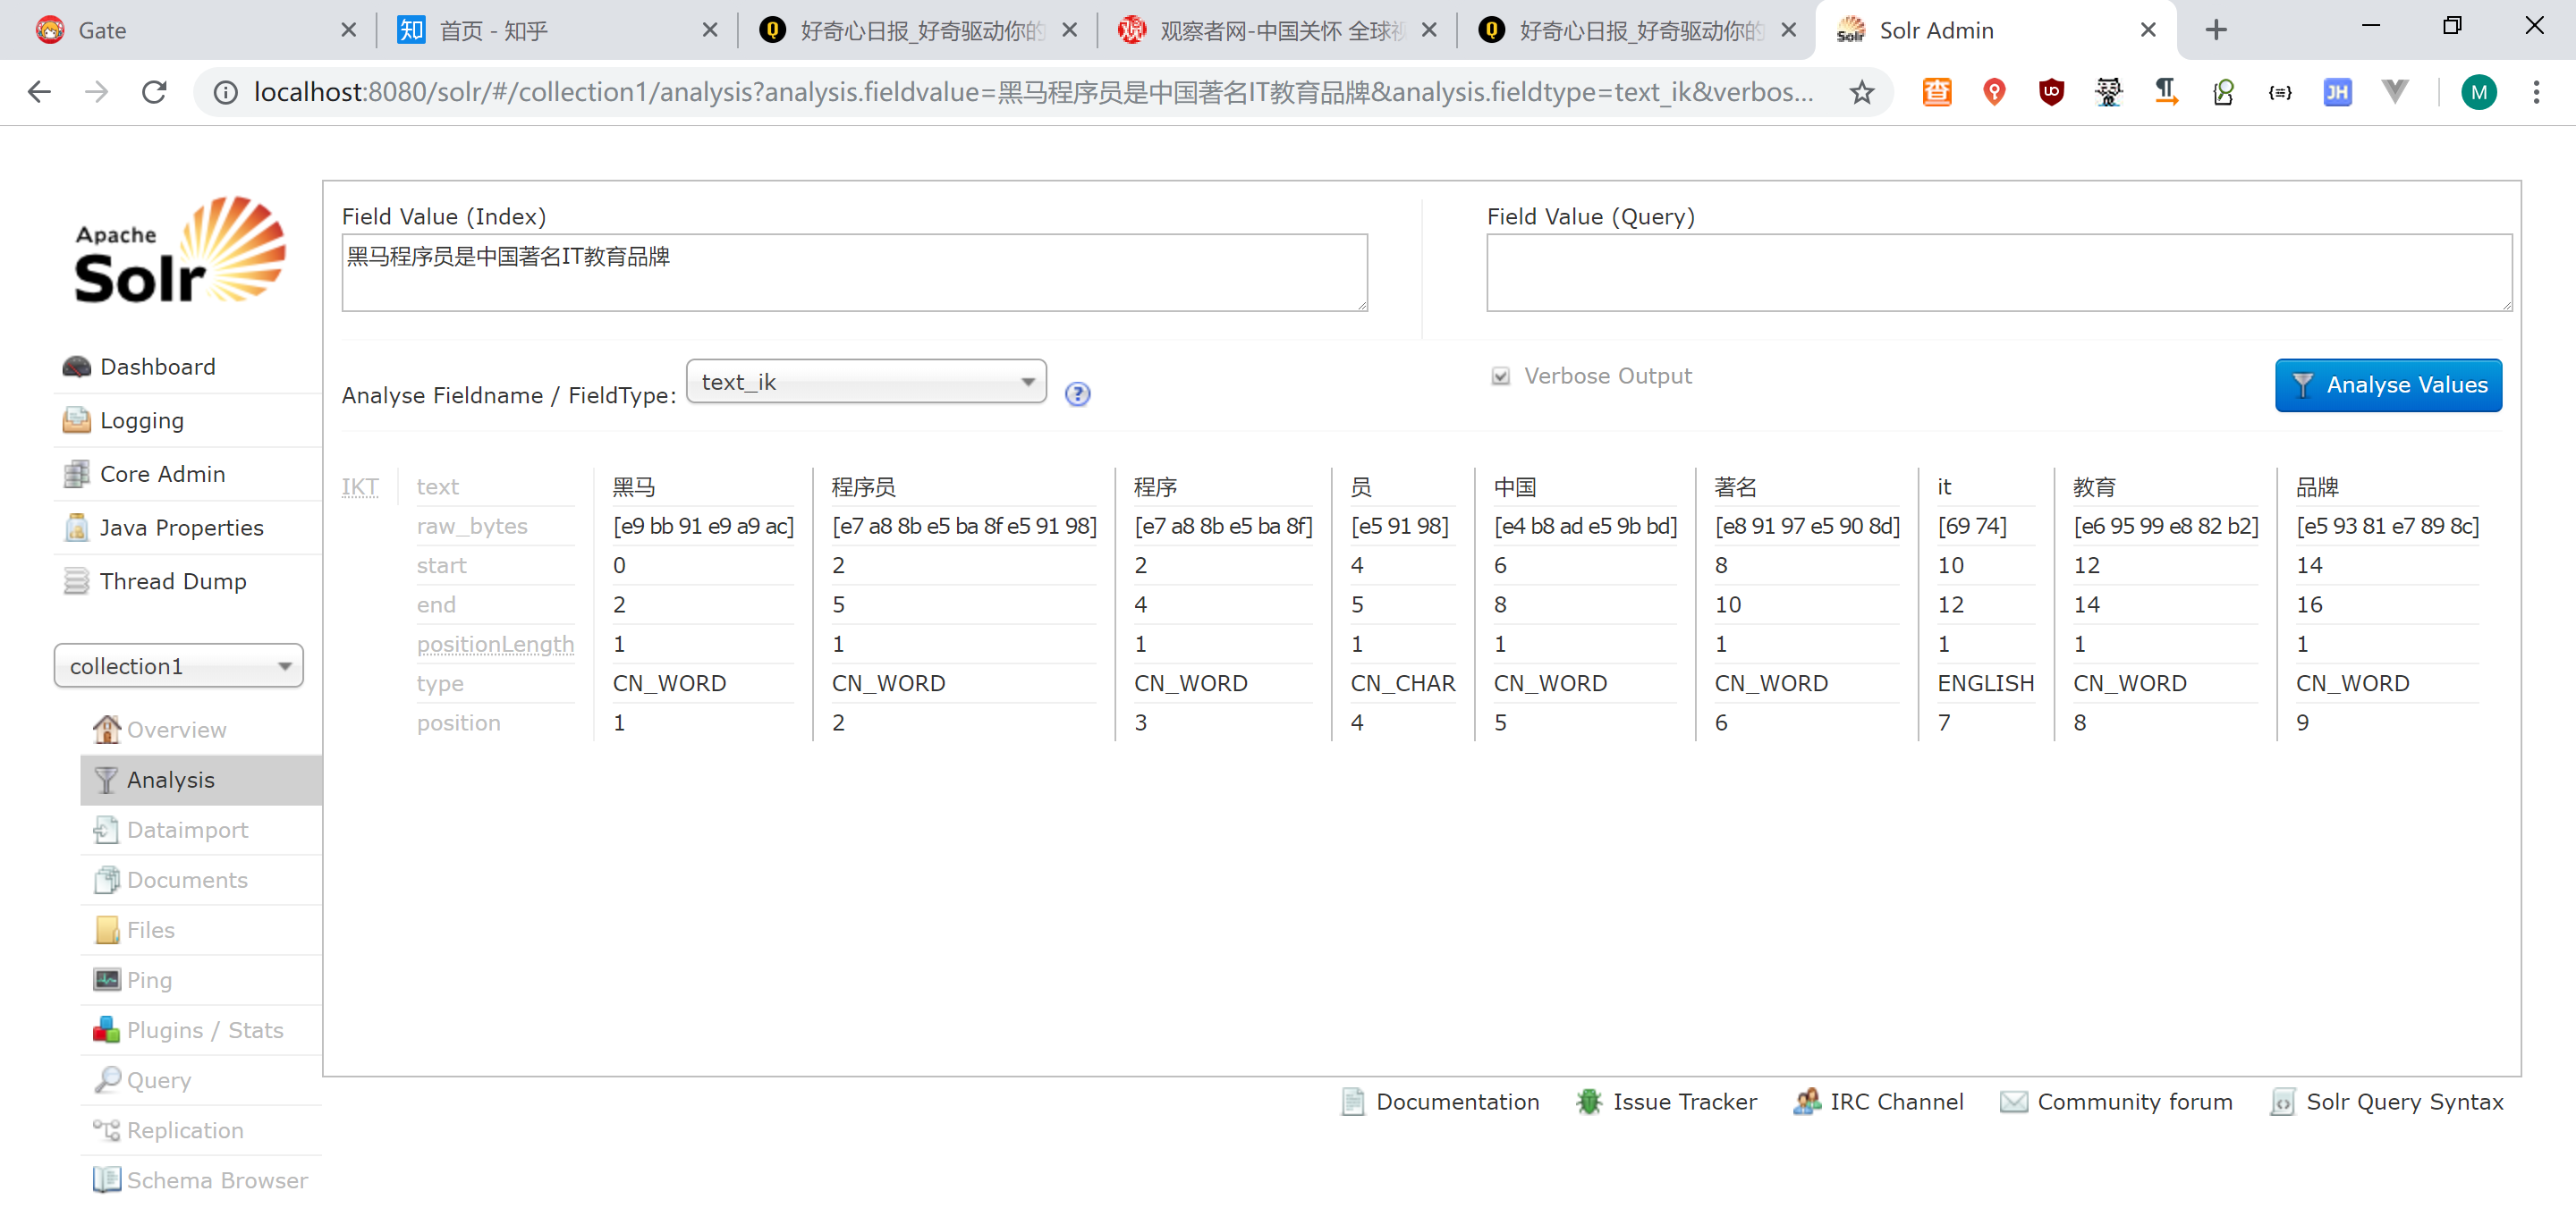 Gate
首页 - 知乎
好奇心日报_好奇驱动你的
观察者网-中国关怀 全球视
好奇心日报_好奇驱动你的
Solr Admin
localhost:8080/solr/#/collection1/analysis?analysis.fieldvalue=黑马程序员是中国著名IT教育品牌&analysis.fieldtype=text_ik&verbos...
JH
M
Apache
Solr
Dashboard
Logging
Core Admin
Java Properties
Thread Dump
collection1
Overview
Analysis
Dataimport
Documents
Files
Ping
Plugins / Stats
Query
Replication
Schema Browser
Field Value (Index)
黑马程序员是中国著名IT教育品牌
Field Value (Query)
Analyse Fieldname / FieldType: text_ik
Verbose Output
Analyse Values
IKT text 黑马 程序员 程序 员 中国 著名 it 教育 品牌
raw_bytes [e9 bb 91 e9 a9 ac] [e7 a8 8b e5 ba 8f e5 91 98] [e7 a8 8b e5 ba 8f] [e5 91 98] [e4 b8 ad e5 9b bd] [e8 91 97 e5 90 8d] [69 74] [e6 95 99 e8 82 b2] [e5 93 81 e7 89 8c]
start 0 2 2 4 6 8 10 12 14
end 2 5 4 5 8 10 12 14 16
positionLength 1 1 1 1 1 1 1 1 1
type CN_WORD CN_WORD CN_WORD CN_CHAR CN_WORD CN_WORD ENGLISH CN_WORD CN_WORD
position 1 2 3 4 5 6 7 8 9
Documentation Issue Tracker IRC Channel Community forum Solr Query Syntax